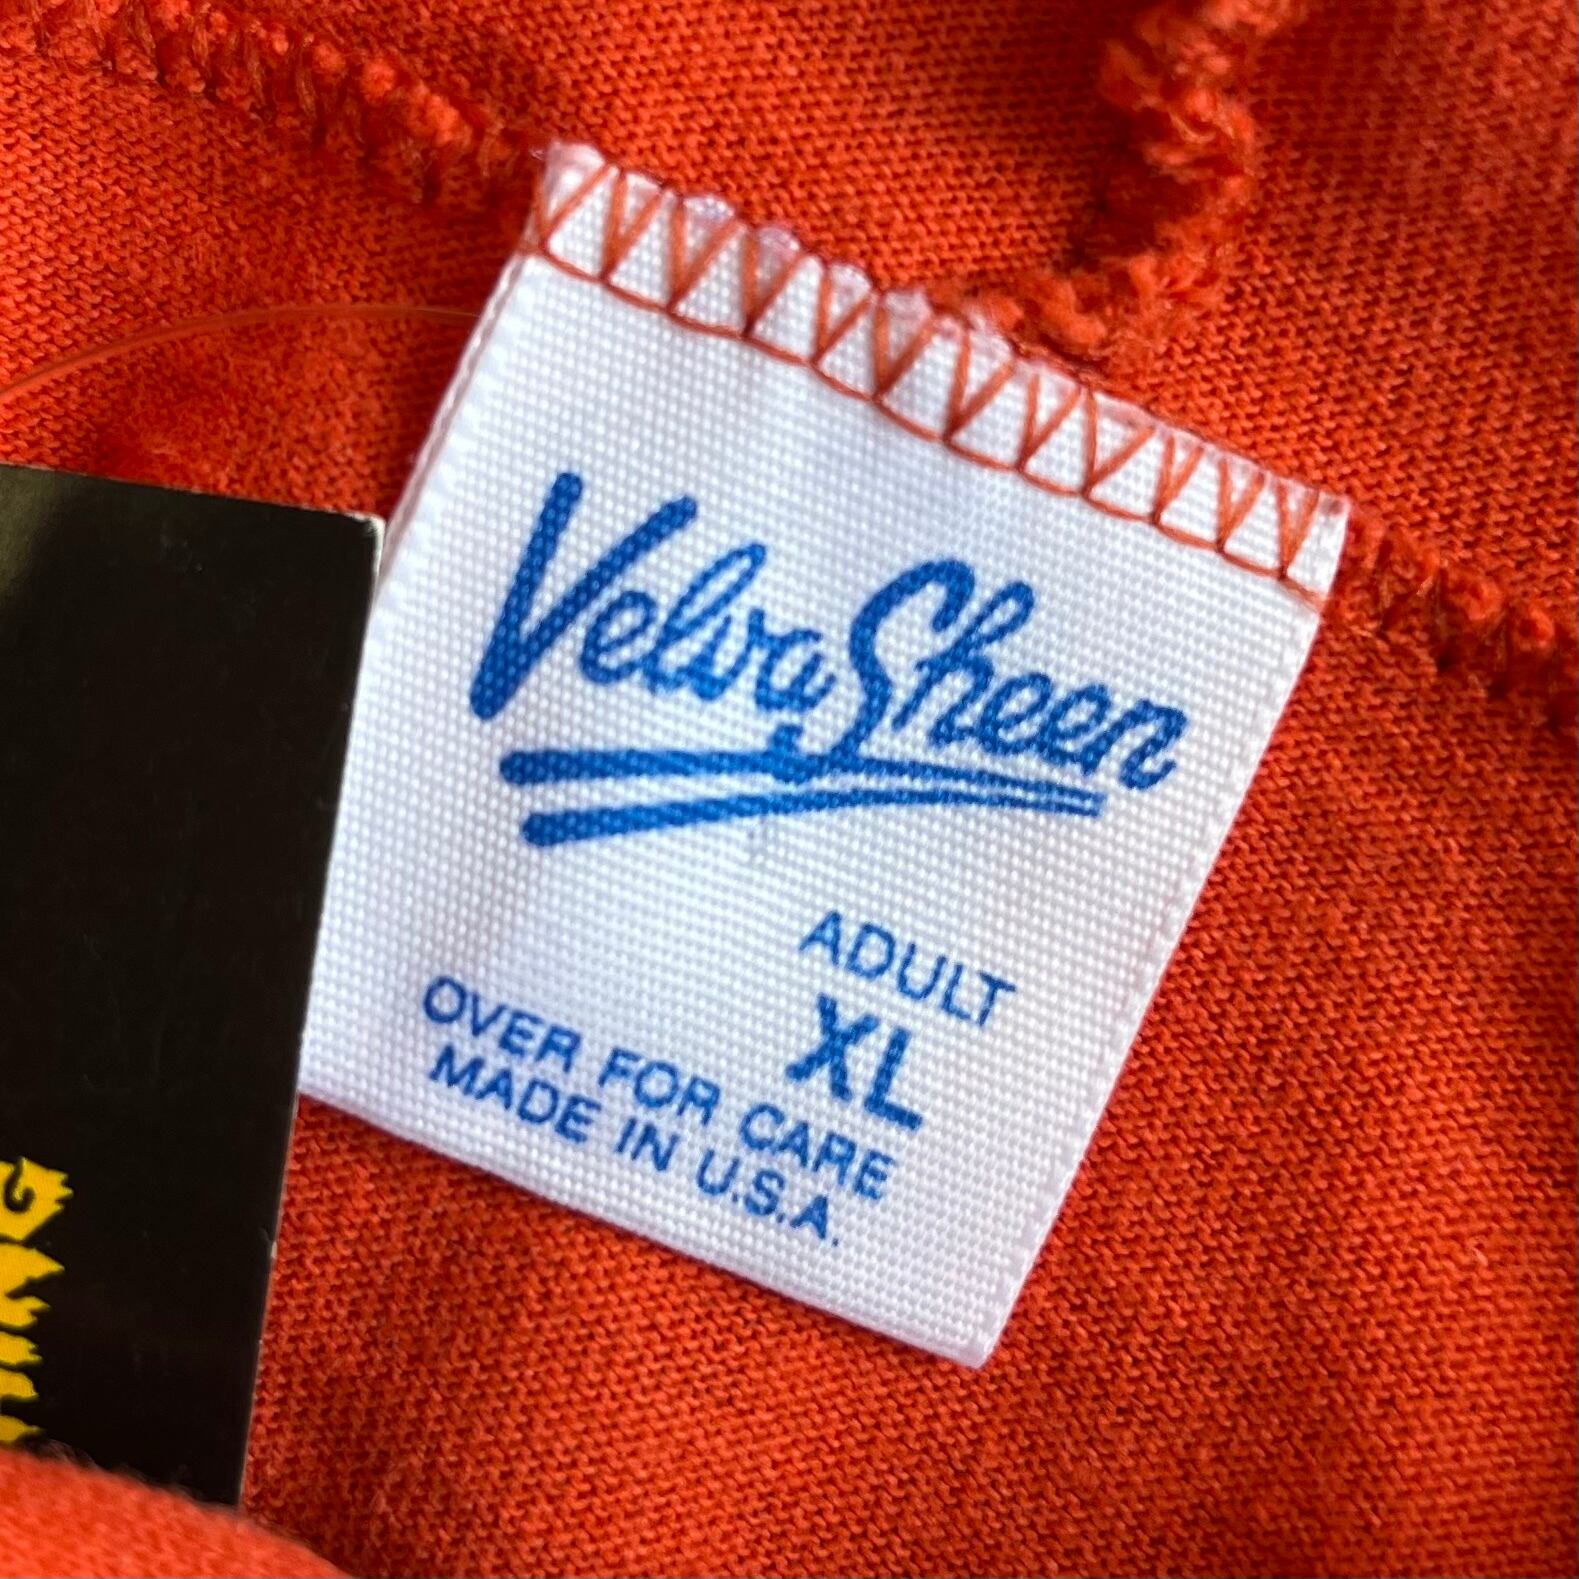 Velva Sheen
ADULT
XL
OVER FOR CARE
MADE IN U.S.A.